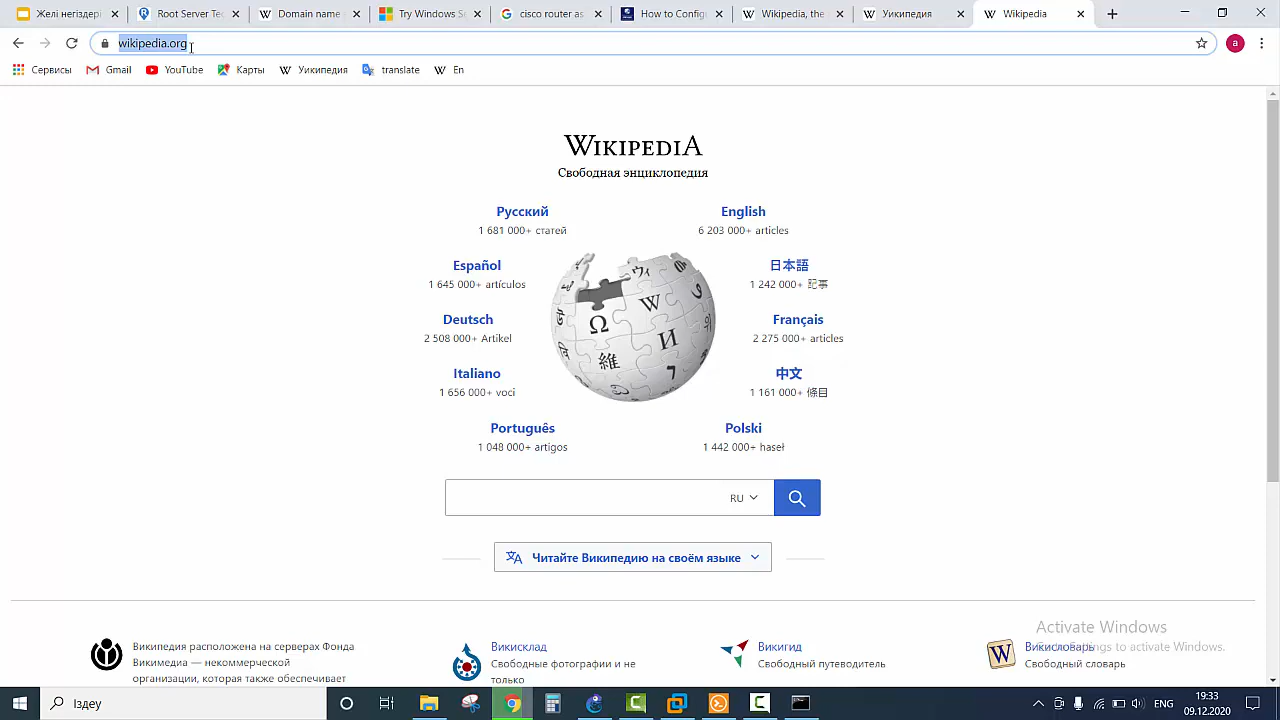 Желі негіздері
Root Server Te
Domain name
Try Windows S
cisco router as
How to Config
Wikipedia, the
Уикипедия
Wikipedia
wikipedia.org
a
Сервисы
Gmail
YouTube
Карты
Уикипедия
translate
En
WIKIPEDIA
Свободная энциклопедия
Русский
1 681 000+ статей
English
6 203 000+ articles
Español
1 645 000+ artículos
日本語
1 242 000+ 記事
Deutsch
2 508 000+ Artikel
Français
2 275 000+ articles
Italiano
1 656 000+ voci
中文
1 161 000+ 條目
Português
1 048 000+ artigos
Polski
1 442 000+ haseł
RU
Читайте Википедию на своём языке
Википедия расположена на серверах Фонда
Викимедиа — некоммерческой
организации, которая также обеспечивает
Викисклад
Свободные фотографии и не
только
Викигид
Свободный путеводитель
Викисловарь
Свободный словарь
Activate Windows
to activate Windows.
Іздеу
ENG
19:33
09.12.2020